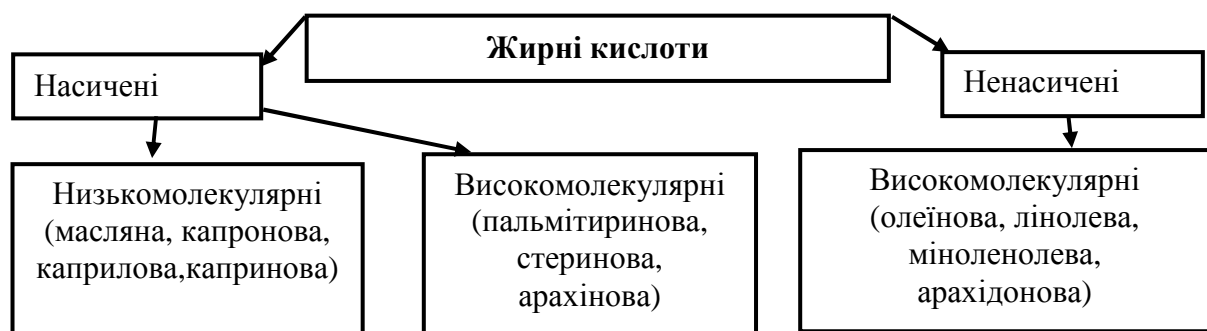 Жирні кислоти
Насичені
Ненасичені
Низькомолекулярні
(масляна, капронова,
каприлова,капринова)
Високомолекулярні
(пальмітиринова,
стеринова,
арахінова)
Високомолекулярні
(олеїнова, лінолева,
міноленолева,
арахідонова)